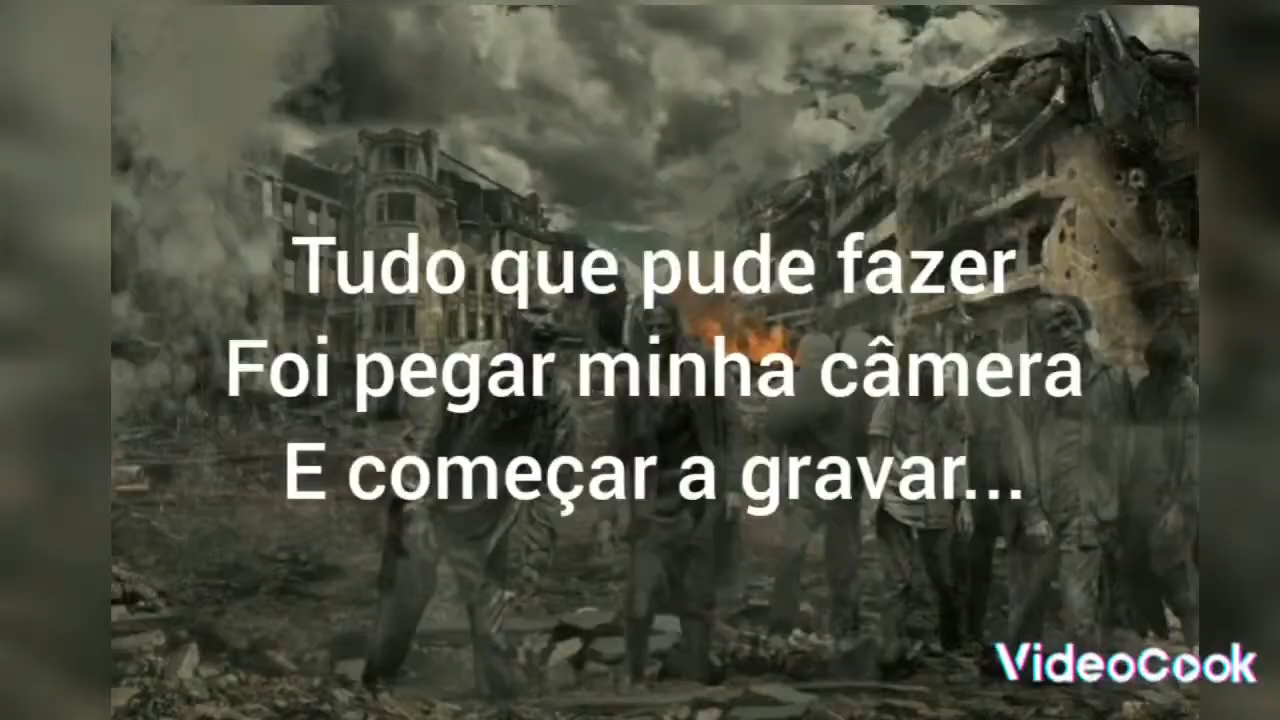 Tudo que pude fazer
Foi pegar minha câmera
E começar a gravar...
VideoCook